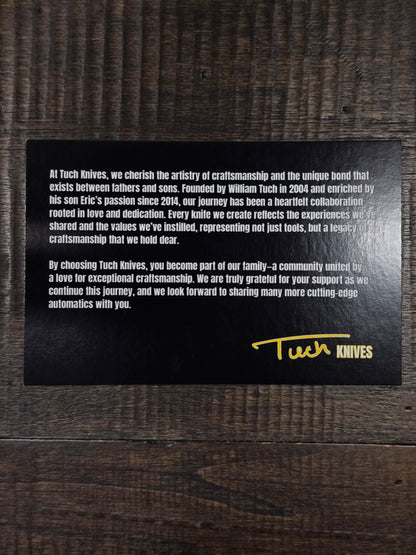 At Tuch Knives, we cherish the artistry of craftsmanship and the unique bond that
exists between fathers and sons. Founded by William Tuch in 2004 and enriched by
his son Eric's passion since 2014, our journey has been a heartfelt collaboration
rooted in love and dedication. Every knife we create reflects the experiences we've
shared and the values we've instilled, representing not just tools, but a legacy of
craftsmanship that we hold dear.
By choosing Tuch Knives, you become part of our family—a community united by
a love for exceptional craftsmanship. We are truly grateful for your support as we
continue this journey, and we look forward to sharing many more cutting-edge
automatics with you.
Tuch KNIVES